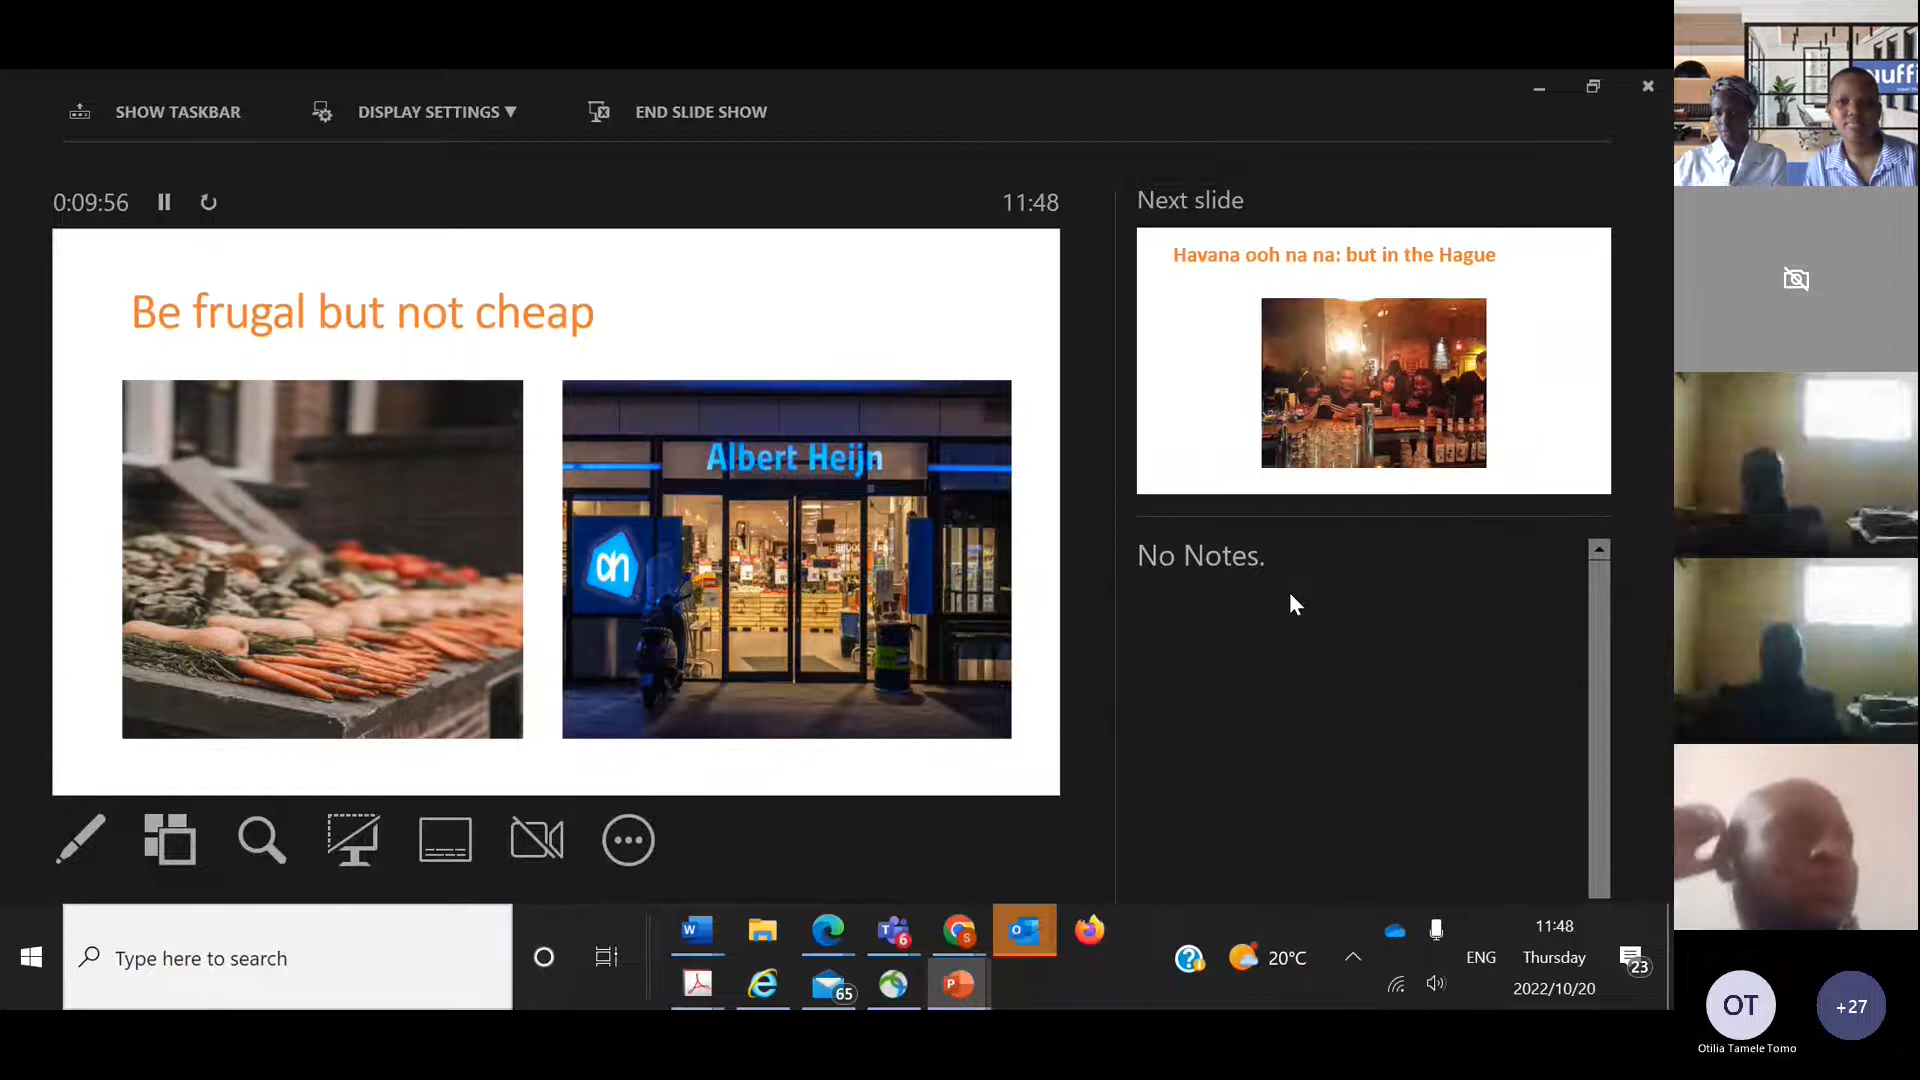 SHOW TASKBAR
DISPLAY SETTINGS ▼
END SLIDE SHOW
0:09:56
11:48
Next slide
Be frugal but not cheap
Albert Heijn
ah
Havana ooh na na: but in the Hague
No Notes.
Type here to search
W
T
6
S
O
65
P
20°C
ENG
11:48
Thursday
2022/10/20
23
nuffi
OT
+27
Otilia Tamele Tomo